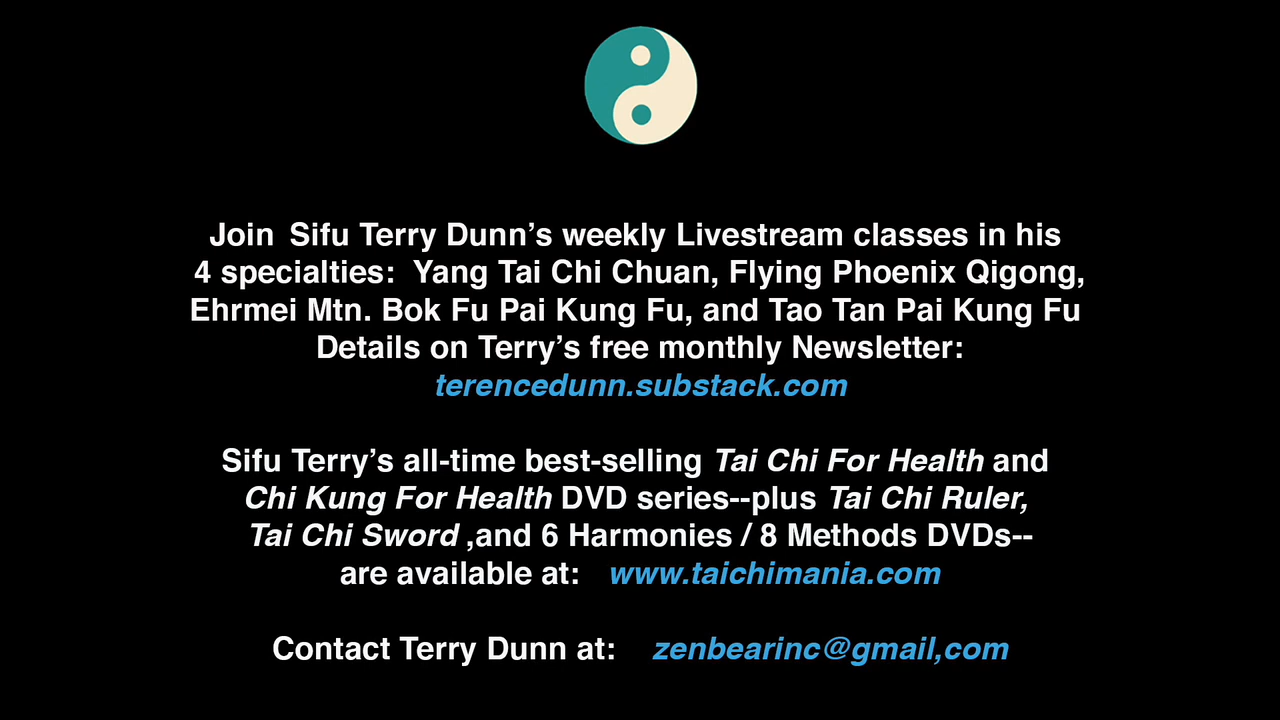 Join Sifu Terry Dunn’s weekly Livestream classes in his
4 specialties: Yang Tai Chi Chuan, Flying Phoenix Qigong,
Ehrmei Mtn. Bok Fu Pai Kung Fu, and Tao Tan Pai Kung Fu
Details on Terry’s free monthly Newsletter:
terencedunn.substack.com
Sifu Terry’s all-time best-selling Tai Chi For Health and
Chi Kung For Health DVD series--plus Tai Chi Ruler,
Tai Chi Sword ,and 6 Harmonies / 8 Methods DVDs--
are available at: www.taichimania.com
Contact Terry Dunn at: zenbearinc@gmail,com